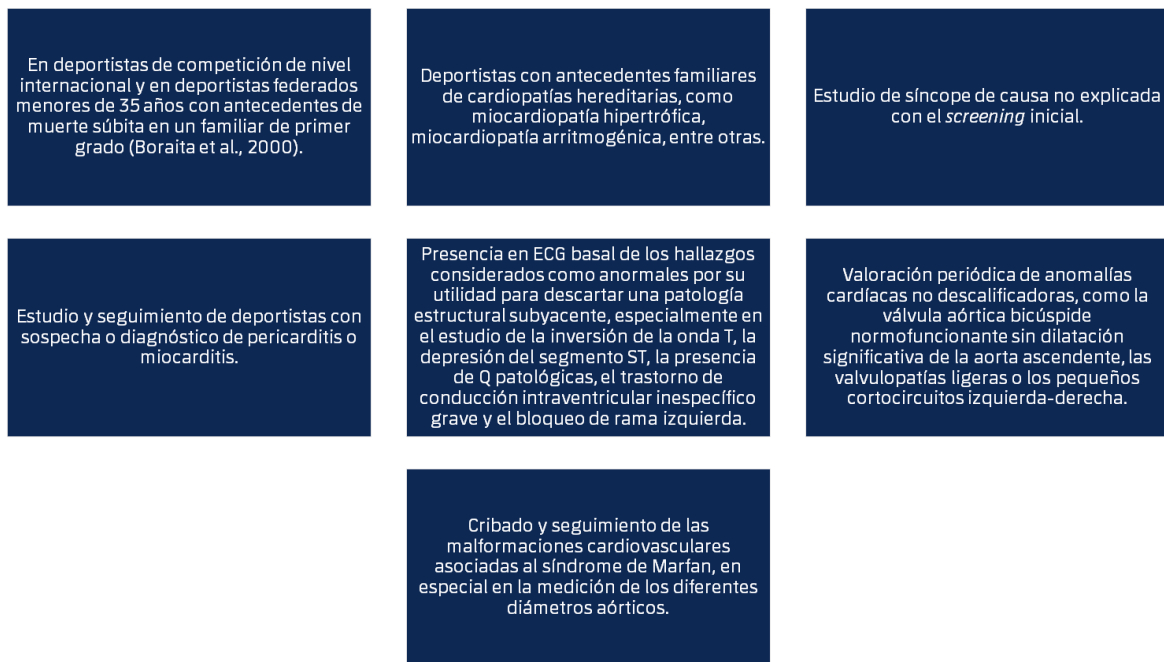 En deportistas de competición de nivel
internacional y en deportistas federados
menores de 35 años con antecedentes de
muerte súbita en un familiar de primer
grado (Boraita et al., 2000).
Deportistas con antecedentes familiares
de cardiopatías hereditarias, como
miocardiopatía hipertrófica,
miocardiopatía arritmogénica, entre otras.
Estudio de síncope de causa no explicada
con el screening inicial.
Estudio y seguimiento de deportistas con
sospecha o diagnóstico de pericarditis o
miocarditis.
Presencia en ECG basal de los hallazgos
considerados como anormales por su
utilidad para descartar una patología
estructural subyacente, especialmente en
el estudio de la inversión de la onda T, la
depresión del segmento ST, la presencia
de Q patológicas, el trastorno de
conducción intraventricular inespecífico
grave y el bloqueo de rama izquierda.
Valoración periódica de anomalías
cardíacas no descalificadoras, como la
válvula aórtica bicúspide
normofuncionante sin dilatación
significativa de la aorta ascendente, las
valvulopatías ligeras o los pequeños
cortocircuitos izquierda-derecha.
Cribado y seguimiento de las
malformaciones cardiovasculares
asociadas al síndrome de Marfan, en
especial en la medición de los diferentes
diámetros aórticos.